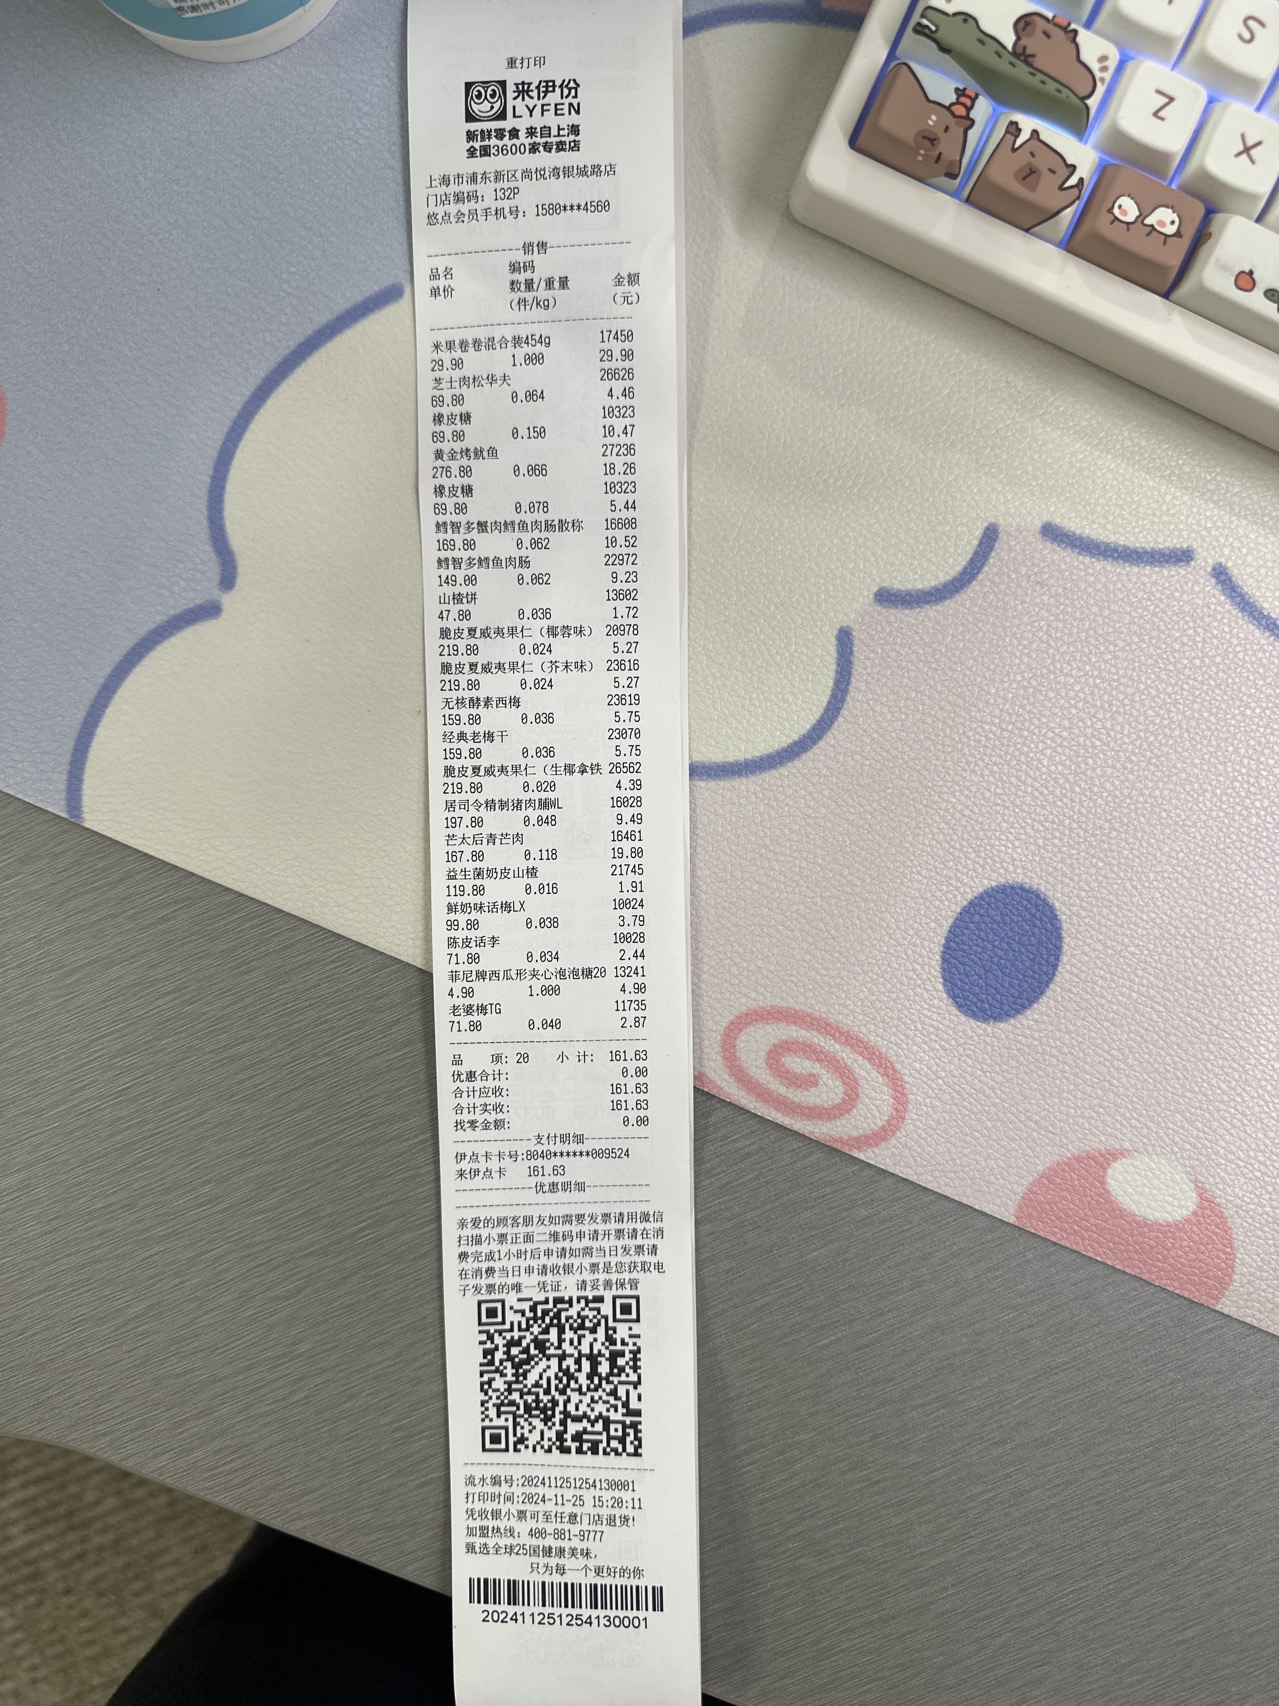 重打印
来伊份
LYFEN
新鲜零食 来自上海
全国3600家专卖店
上海市浦东新区尚悦湾银城路店
门店编码：132P
悠点会员手机号：1580***4560
--------------销售-------------
品名 编码
单价 数量/重量 金额
（件/kg） （元）
米果卷卷混合装454g 17450
29.90 1.000 29.90
芝士肉松华夫 26626
69.80 0.064 4.46
橡皮糖 10323
69.80 0.150 10.47
黄金烤鱿鱼 27236
276.80 0.066 18.26
橡皮糖 10323
69.80 0.078 5.44
鳕智多蟹肉鳕鱼肉肠散称 16608
169.80 0.062 10.52
鳕智多鳕鱼肉肠 22972
149.00 0.062 9.23
山楂饼 13602
47.80 0.036 1.72
脆皮夏威夷果仁（椰蓉味） 20978
219.80 0.024 5.27
脆皮夏威夷果仁（芥末味） 23616
219.80 0.024 5.27
无核酵素西梅 23619
159.80 0.036 5.75
经典老梅干 23070
159.80 0.036 5.75
脆皮夏威夷果仁（生椰拿铁 26562
219.80 0.020 4.39
居司令精制猪肉脯WL 16028
197.80 0.048 9.49
芒太后青芒肉 16461
167.80 0.118 19.80
益生菌奶皮山楂 21745
119.80 0.016 1.91
鲜奶味话梅LX 10024
99.80 0.038 3.79
陈皮话李 10028
71.80 0.034 2.44
菲尼牌西瓜形夹心泡泡糖20 13241
4.90 1.000 4.90
老婆梅TG 11735
71.80 0.040 2.87
品 项: 20 小 计: 161.63
优惠合计: 0.00
合计应收: 161.63
合计实收: 161.63
找零金额: 0.00
------------支付明细----------
伊点卡卡号:8040******009524
来伊点卡 161.63
------------优惠明细----------
亲爱的顾客朋友如需要发票请用微信
扫描小票正面二维码申请开票请在消
费完成1小时后申请如需当日发票请
在消费当日申请收银小票是您获取电
子发票的唯一凭证，请妥善保管
流水编号:202411251254130001
打印时间:2024-11-25 15:20:11
凭收银小票可至任意门店退货!
加盟热线：400-881-9777
甄选全球25国健康美味，
只为每一个更好的你
202411251254130001
S
Z
X